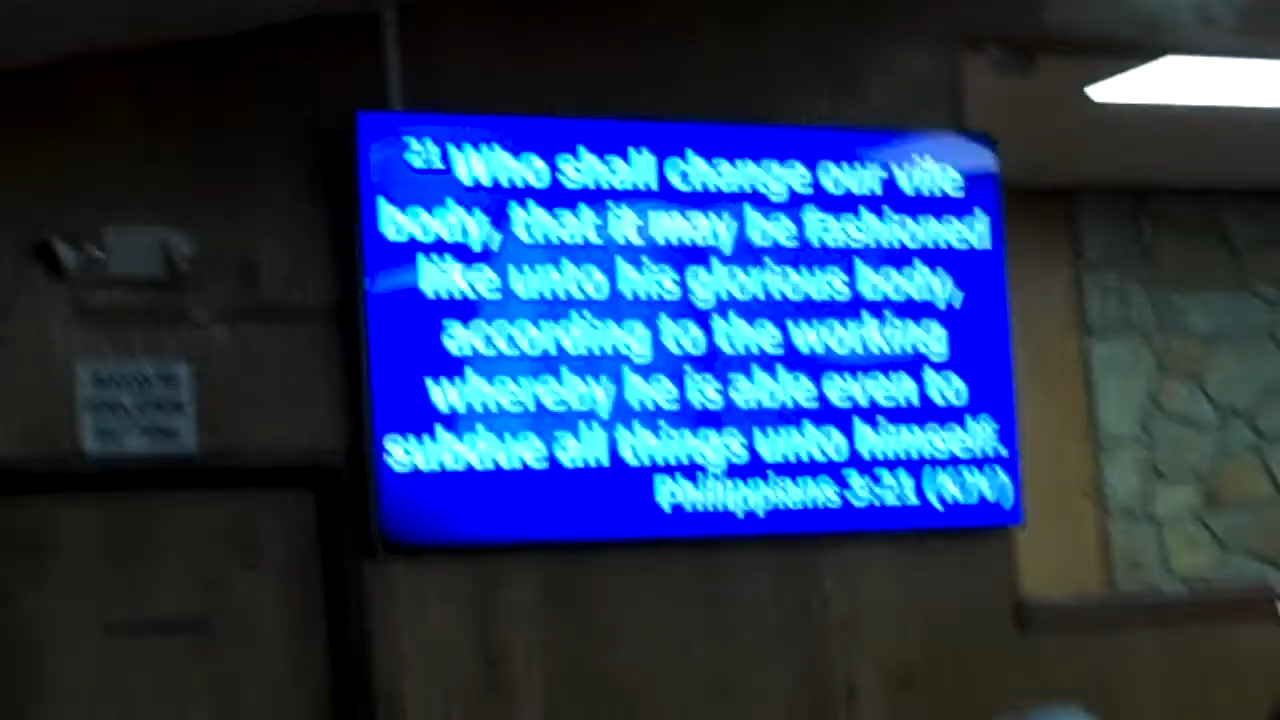 21 Who shall change our vile
body, that it may be fashioned
like unto his glorious body,
according to the working
whereby he is able even to
subdue all things unto himself.
Philippians 3:21 (KJV)